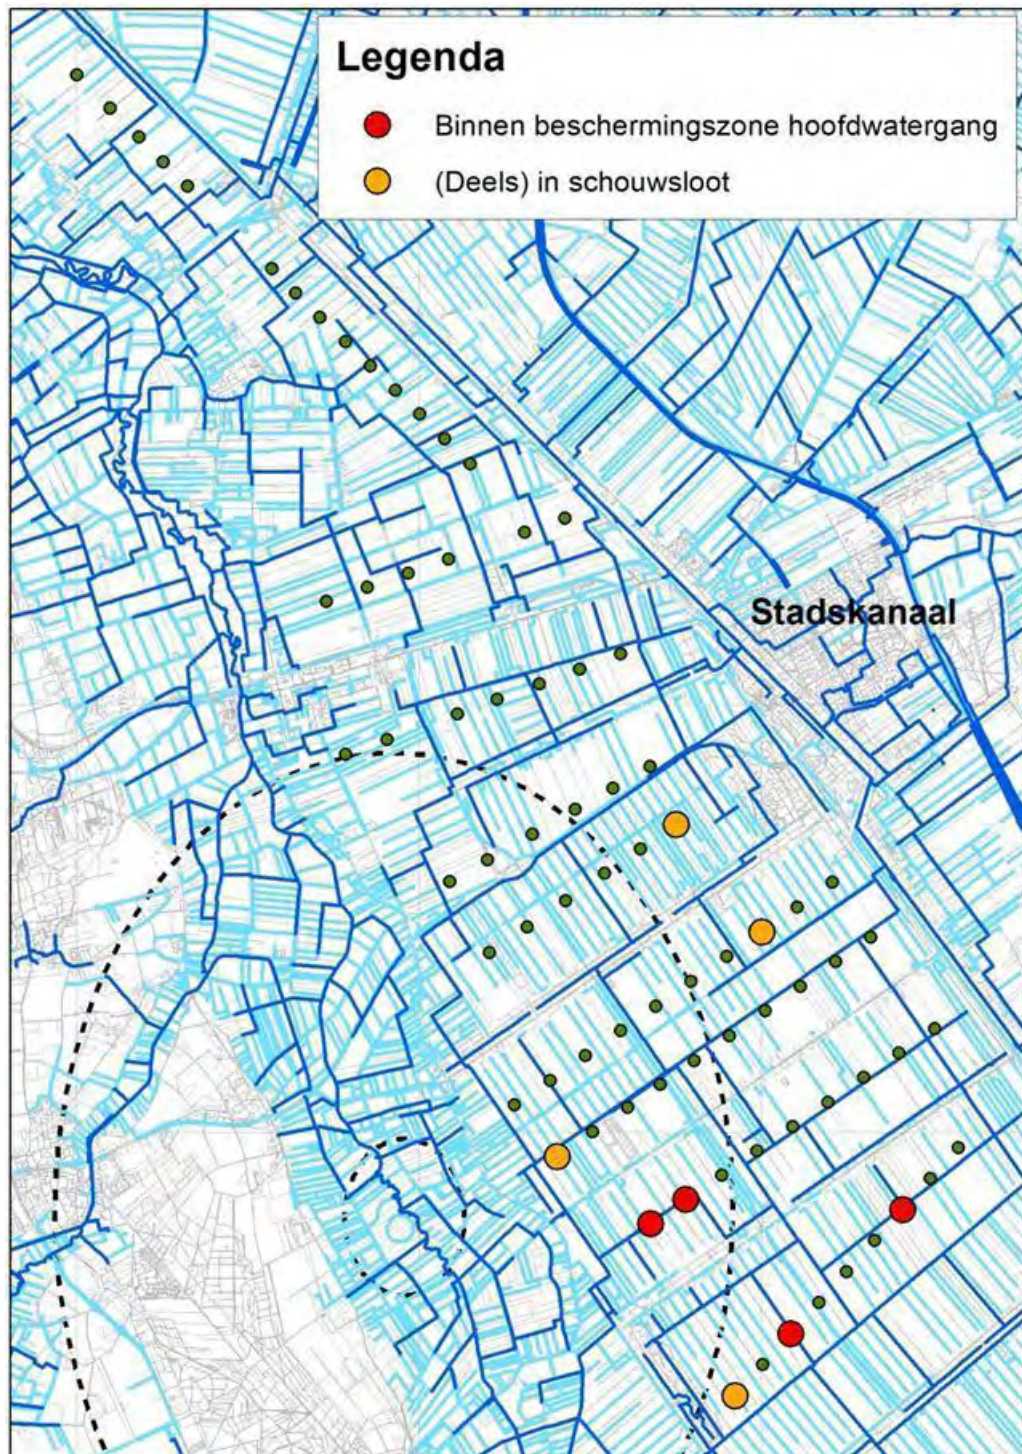 Legenda
Binnen beschermingszone hoofdwatergang
(Deels) in schouwsloot
Stadskanaal